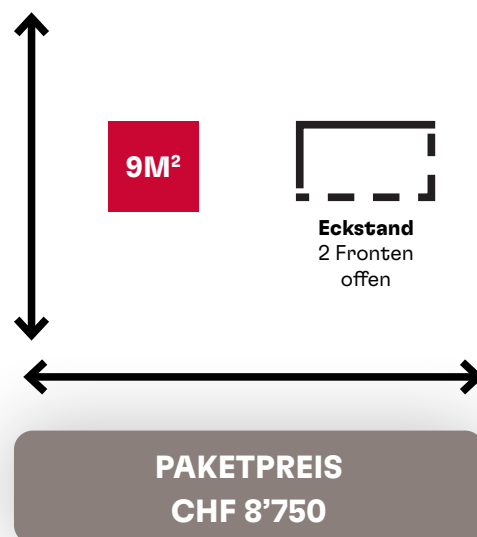 9M²
Eckstand
2 Fronten
offen
PAKETPREIS
CHF 8’750